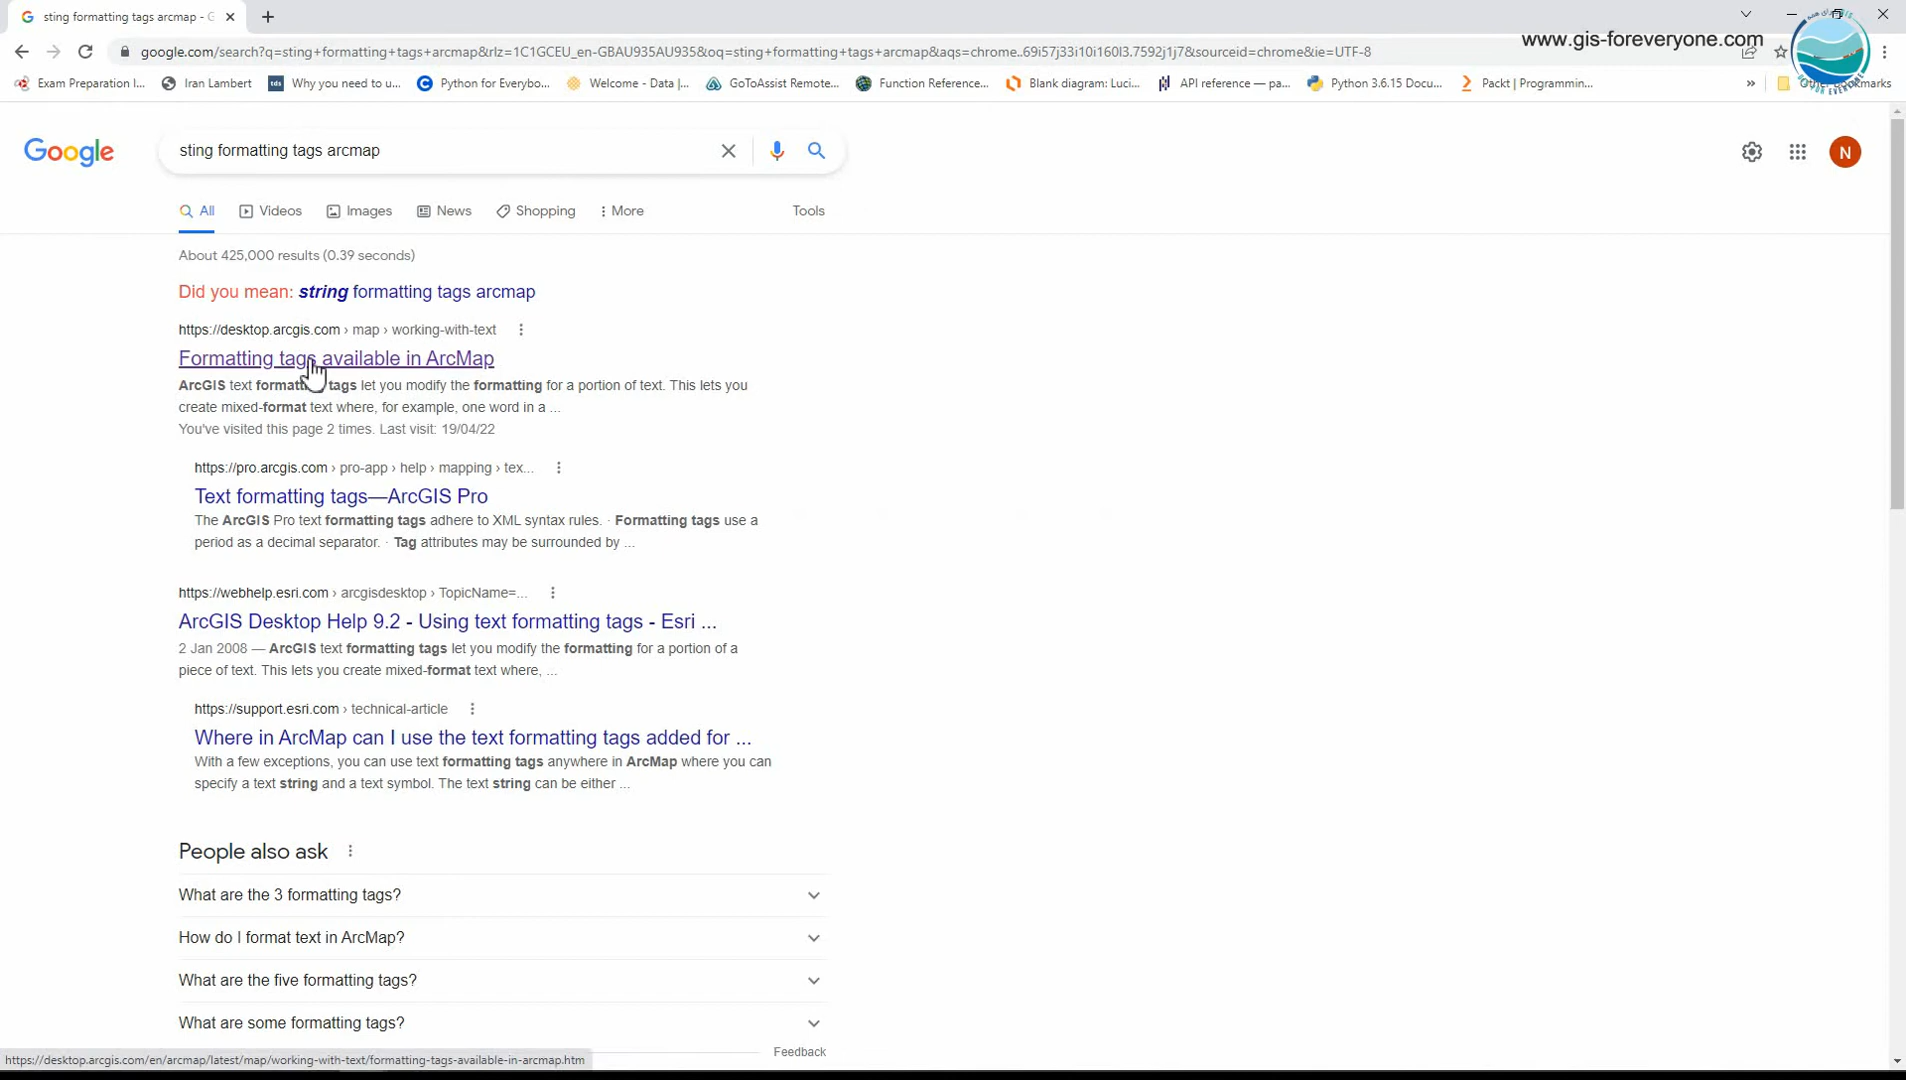 sting formatting tags arcmap - G
google.com/search?q=sting+formatting+tags+arcmap&rlz=1C1GCEU_en-GBAU935AU935&oq=sting+formatting+tags+arcmap&aqs=chrome..69i57j33i10i160l3.7592j1j7&sourceid=chrome&ie=UTF-8
www.gis-foreveryone.com
Exam Preparation I... Iran Lambert tds Why you need to u... Python for Everybo... Welcome - Data |... GoToAssist Remote... Function Reference... Blank diagram: Luci... API reference — pa... Python 3.6.15 Docu... Packt | Programmin... »
Google
sting formatting tags arcmap
N
All Videos Images News Shopping More Tools
About 425,000 results (0.39 seconds)
Did you mean: string formatting tags arcmap
https://desktop.arcgis.com › map › working-with-text
Formatting tags available in ArcMap
ArcGIS text formatting tags let you modify the formatting for a portion of text. This lets you
create mixed-format text where, for example, one word in a ...
You've visited this page 2 times. Last visit: 19/04/22
https://pro.arcgis.com › pro-app › help › mapping › tex...
Text formatting tags—ArcGIS Pro
The ArcGIS Pro text formatting tags adhere to XML syntax rules. · Formatting tags use a
period as a decimal separator. · Tag attributes may be surrounded by ...
https://webhelp.esri.com › arcgisdesktop › TopicName=...
ArcGIS Desktop Help 9.2 - Using text formatting tags - Esri ...
2 Jan 2008 — ArcGIS text formatting tags let you modify the formatting for a portion of a
piece of text. This lets you create mixed-format text where, ...
https://support.esri.com › technical-article
Where in ArcMap can I use the text formatting tags added for ...
With a few exceptions, you can use text formatting tags anywhere in ArcMap where you can
specify a text string and a text symbol. The text string can be either ...
People also ask
What are the 3 formatting tags?
How do I format text in ArcMap?
What are the five formatting tags?
What are some formatting tags?
Feedback
https://desktop.arcgis.com/en/arcmap/latest/map/working-with-text/formatting-tags-available-in-arcmap.htm